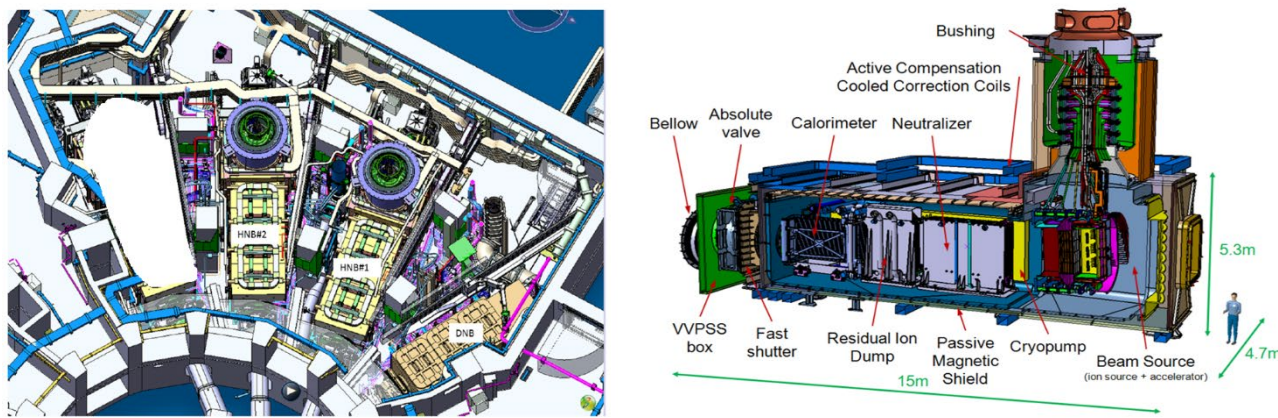 HNB#2
HNB#1
DNB
Bushing
Active Compensation
Cooled Correction
Coils
Bellow
Absolute
valve
Calorimeter
Neutralizer
5.3m
4.7m
VVPSS
box
Fast
shutter
Residual Ion
Dump
Passive
Magnetic
Shield
Cryopump
Beam Source
(ion source + accelerator)
15m